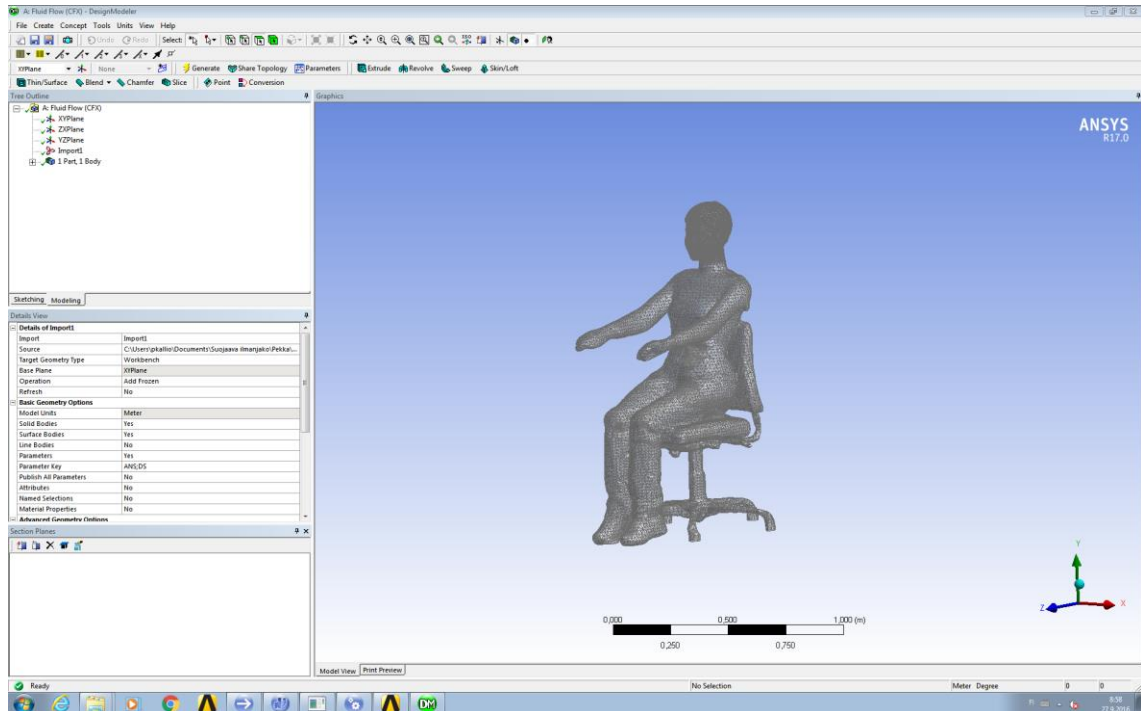 A: Fluid Flow (CFX) - DesignModeler
File Create Concept Tools Units View Help
Undo Redo Select:
XYPlane None Generate Share Topology Parameters Extrude Revolve Sweep Skin/Loft
Thin/Surface Blend Chamfer Slice Point Conversion
Tree Outline
Graphics
A: Fluid Flow (CFX)
XYPlane
ZXPlane
YZPlane
Import1
1 Part, 1 Body
ANSYS
R17.0
Sketching Modeling
Details View
Details of Import1
Import Import1
Source C:\Users\pkallio\Documents\Suojaava ilmanjako\Pekka\...
Target Geometry Type Workbench
Base Plane XYPlane
Operation Add Frozen
Refresh No
Basic Geometry Options
Model Units Meter
Solid Bodies Yes
Surface Bodies Yes
Line Bodies No
Parameters Yes
Parameter Key ANS;DS
Publish All Parameters No
Attributes No
Named Selections No
Material Properties No
Advanced Geometry Options
Section Planes
Y
Z X
0,000 0,500 1,000 (m)
0,250 0,750
Model View Print Preview
Ready No Selection Meter Degree 0 0
DM
6:58
27.9.2016